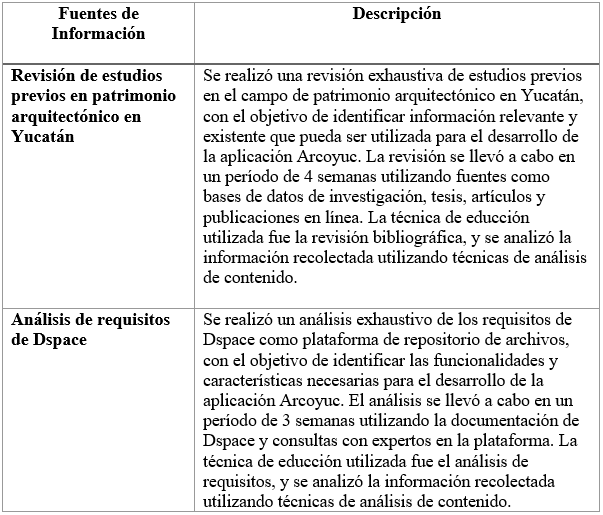 Fuentes de
Información
Descripción
Revisión de estudios
previos en patrimonio
arquitectónico en
Yucatán
Se realizó una revisión exhaustiva de estudios previos
en el campo de patrimonio arquitectónico en Yucatán,
con el objetivo de identificar información relevante y
existente que pueda ser utilizada para el desarrollo de
la aplicación Arcoyuc. La revisión se llevó a cabo en
un período de 4 semanas utilizando fuentes como
bases de datos de investigación, tesis, artículos y
publicaciones en línea. La técnica de educción
utilizada fue la revisión bibliográfica, y se analizó la
información recolectada utilizando técnicas de análisis
de contenido.
Análisis de requisitos
de Dspace
Se realizó un análisis exhaustivo de los requisitos de
Dspace como plataforma de repositorio de archivos,
con el objetivo de identificar las funcionalidades y
características necesarias para el desarrollo de la
aplicación Arcoyuc. El análisis se llevó a cabo en un
período de 3 semanas utilizando la documentación de
Dspace y consultas con expertos en la plataforma. La
técnica de educción utilizada fue el análisis de
requisitos, y se analizó la información recolectada
utilizando técnicas de análisis de contenido.